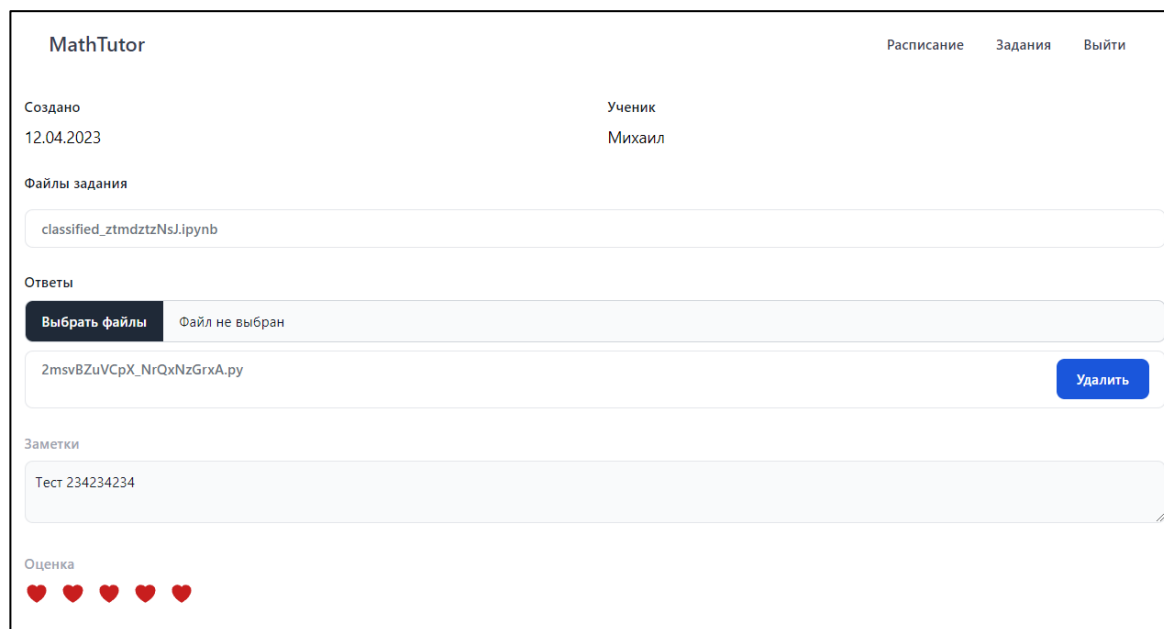 MathTutor
Расписание Задания Выйти
Создано
12.04.2023
Ученик
Михаил
Файлы задания
classified_ztmdztzNsJ.ipynb
Ответы
Выбрать файлы Файл не выбран
2msvBZuVCpX_NrQxNzGrxA.py
Удалить
Заметки
Тест 234234234
Оценка